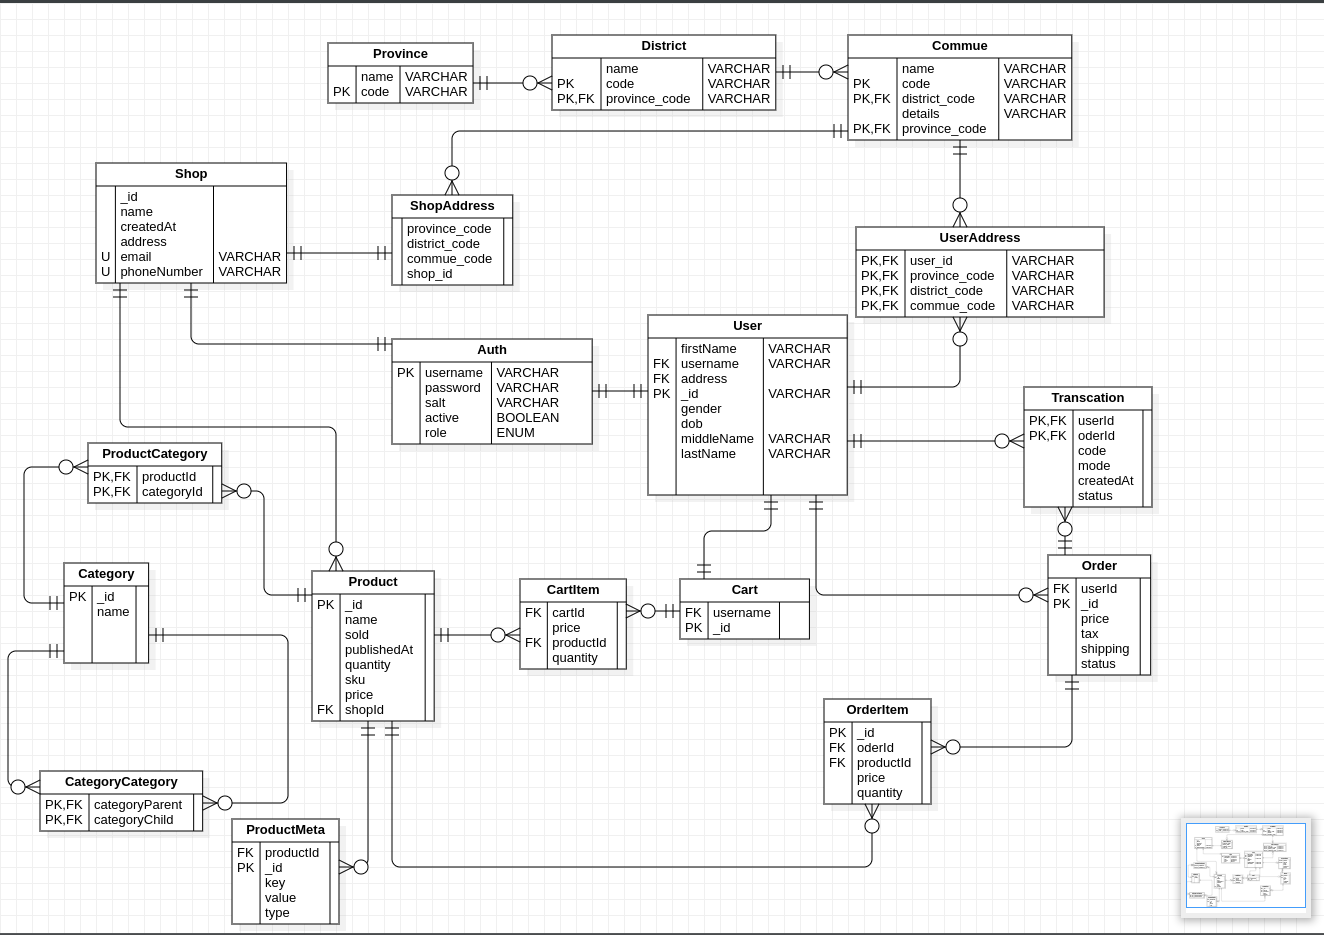 Province
name VARCHAR
PK code VARCHAR
District
name VARCHAR
PK code VARCHAR
PK,FK province_code VARCHAR
Commue
name VARCHAR
PK code VARCHAR
PK,FK district_code VARCHAR
details VARCHAR
PK,FK province_code
Shop
_id
name
createdAt
address
U email VARCHAR
U phoneNumber VARCHAR
ShopAddress
province_code
district_code
commue_code
shop_id
UserAddress
PK,FK user_id VARCHAR
PK,FK province_code VARCHAR
PK,FK district_code VARCHAR
PK,FK commue_code VARCHAR
User
firstName VARCHAR
FK username VARCHAR
FK address
PK _id VARCHAR
gender
dob
middleName VARCHAR
lastName VARCHAR
Auth
PK username VARCHAR
password VARCHAR
salt VARCHAR
active BOOLEAN
role ENUM
Transcation
PK,FK userId
PK,FK oderId
code
mode
createdAt
status
ProductCategory
PK,FK productId
PK,FK categoryId
Category
PK _id
name
Product
PK _id
name
sold
publishedAt
quantity
sku
price
FK shopId
CartItem
FK cartId
price
FK productId
quantity
Cart
FK username
PK _id
Order
FK userId
PK _id
price
tax
shipping
status
OrderItem
PK _id
FK oderId
FK productId
price
quantity
CategoryCategory
PK,FK categoryParent
PK,FK categoryChild
ProductMeta
FK productId
PK _id
key
value
type